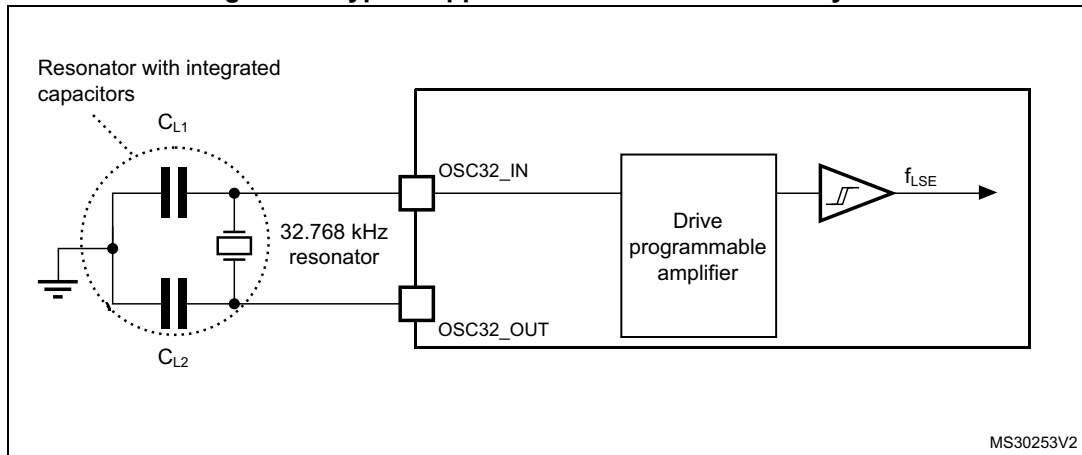 Resonator with integrated
capacitors
CL1
OSC32_IN
fLSE
32.768 kHz
resonator
Drive
programmable
amplifier
OSC32_OUT
CL2
MS30253V2